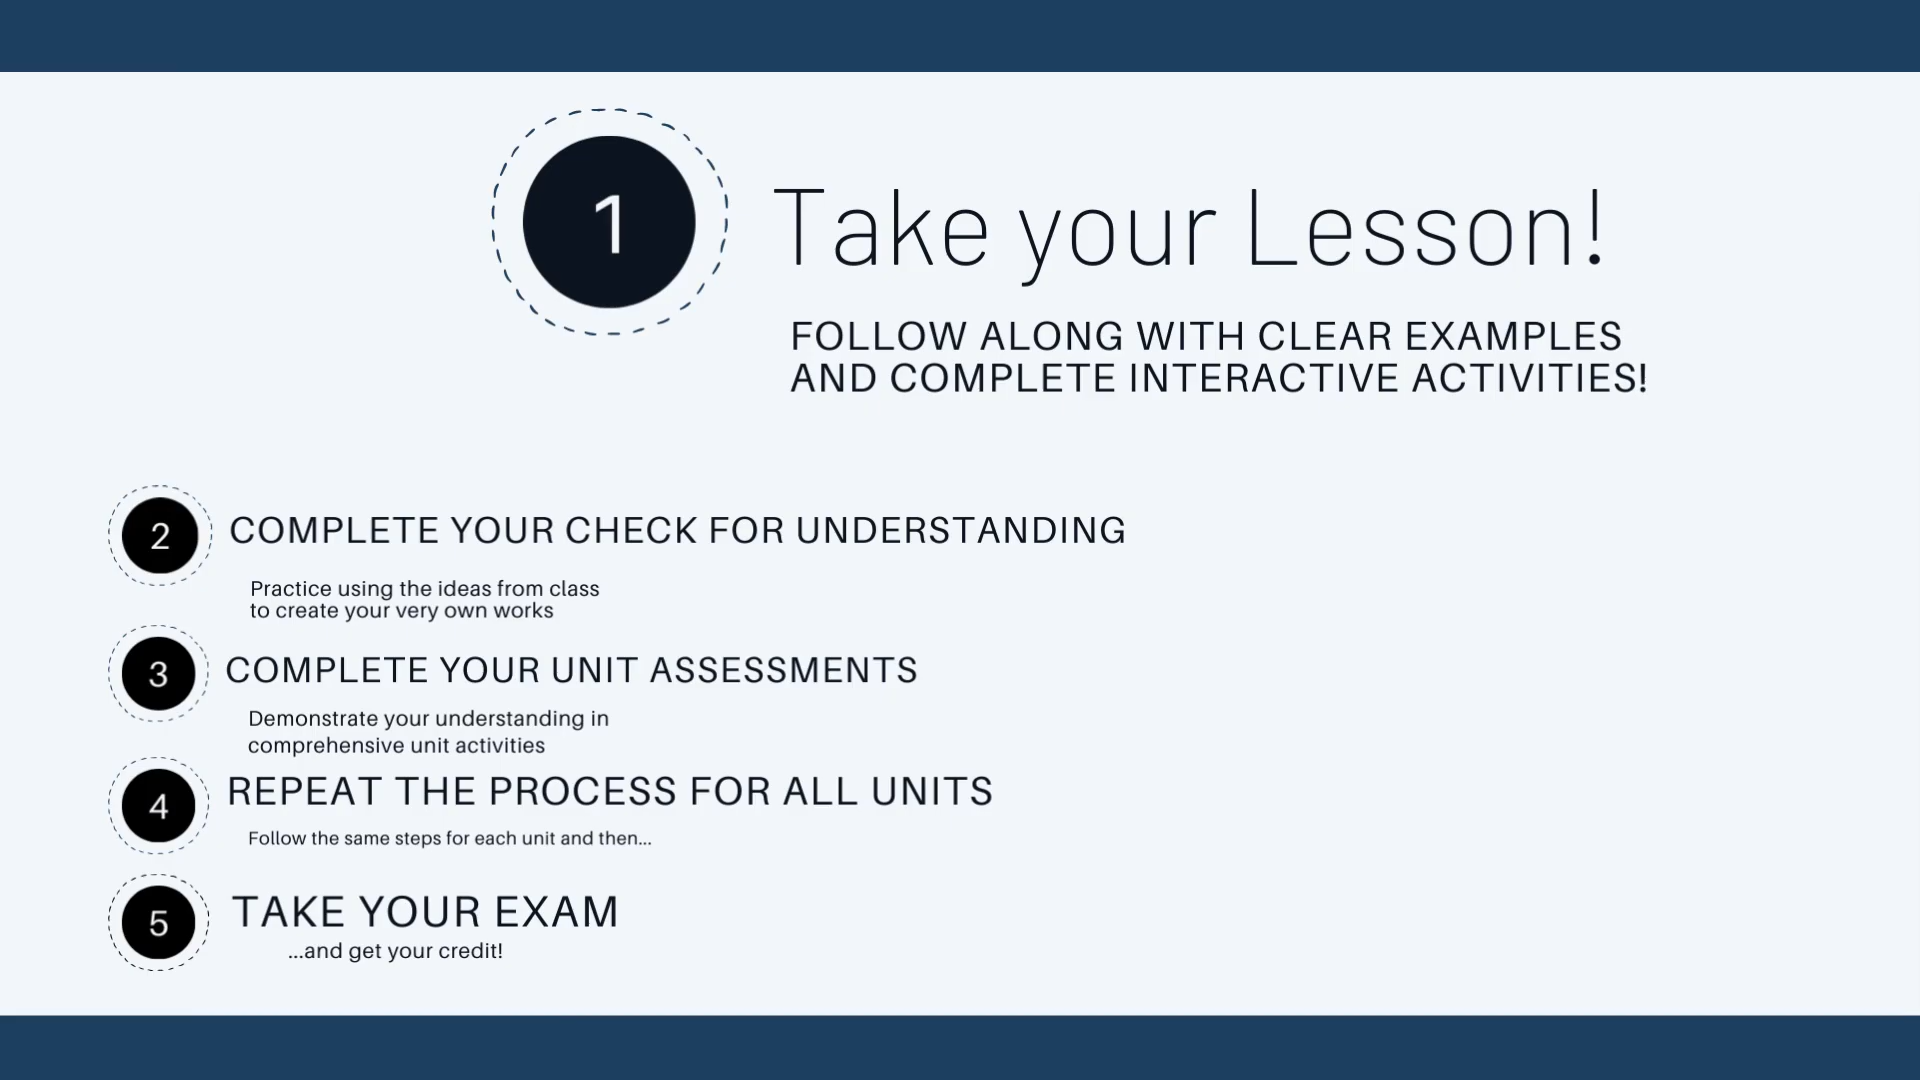 1
Take your Lesson!
FOLLOW ALONG WITH CLEAR EXAMPLES
AND COMPLETE INTERACTIVE ACTIVITIES!
2
COMPLETE YOUR CHECK FOR UNDERSTANDING
Practice using the ideas from class
to create your very own works
3
COMPLETE YOUR UNIT ASSESSMENTS
Demonstrate your understanding in
comprehensive unit activities
4
REPEAT THE PROCESS FOR ALL UNITS
Follow the same steps for each unit and then...
5
TAKE YOUR EXAM
...and get your credit!